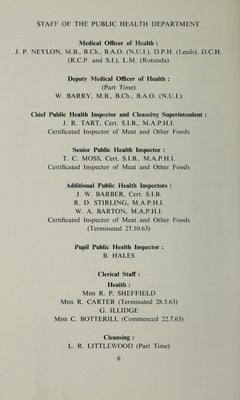 STAFF OF THE PUBLIC HEALTH DEPARTMENT
Medical Officer of Health :
J. P. NEYLON, M.B., B.Ch., B.A.O. (N.U.I.), D.P.H. (Leeds), D.C.H.
(R.C.P. and S.I.), L.M. (Rotunda)
Deputy Medical Officer of Health :
(Part Time)
W. BARRY, M.B., B.Ch., B.A.O. (N.U.I.)
Chief Public Health Inspector and Cleansing Superintendent :
J. R. TART, Cert. S.I.B., M.A.P.H.I.
Certificated Inspector of Meat and Other Foods
Senior Public Health Inspector :
T. C. MOSS, Cert. S.I.B., M.A.P.H.I.
Certificated Inspector of Meat and Other Foods
Additional Public Health Inspectors :
J. W. BARBER, Cert. S.I.B.
R. D. STIRLING, M.A.P.H.I.
W. A. BARTON, M.A.P.H.I.
Certificated Inspector of Meat and Other Foods
(Terminated 27.10.63)
Pupil Public Health Inspector :
B. HALES
Clerical Staff :
Health :
Miss R. P. SHEFFIELD
Miss R. CARTER (Terminated 28.5.63)
G. ILLIDGE
Miss C. BOTTERILL (Commenced 22.7.63)
Cleansing :
L. R. LITTLEWOOD (Part Time)
6